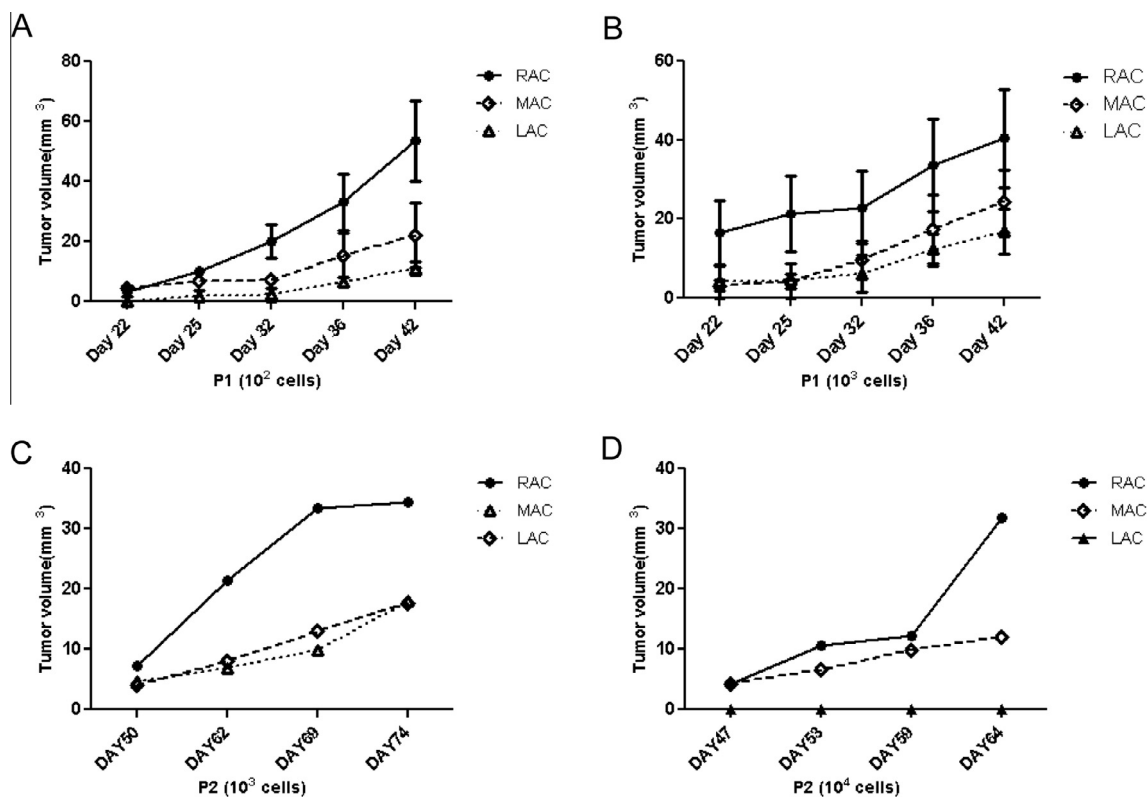 A
Tumor volume(mm ³)
80
60
40
20
0
Day 22
Day 25
Day 32
Day 36
Day 42
P1 (10² cells)
RAC
MAC
LAC
B
Tumor volume(mm ³)
60
40
20
0
Day 22
Day 25
Day 32
Day 36
Day 42
P1 (10³ cells)
RAC
MAC
LAC
C
Tumor volume(mm ³)
40
30
20
10
0
DAY50
DAY62
DAY69
DAY74
P2 (10³ cells)
RAC
MAC
LAC
D
Tumor volume(mm ³)
40
30
20
10
0
DAY47
DAY53
DAY59
DAY64
P2 (10⁴ cells)
RAC
MAC
LAC